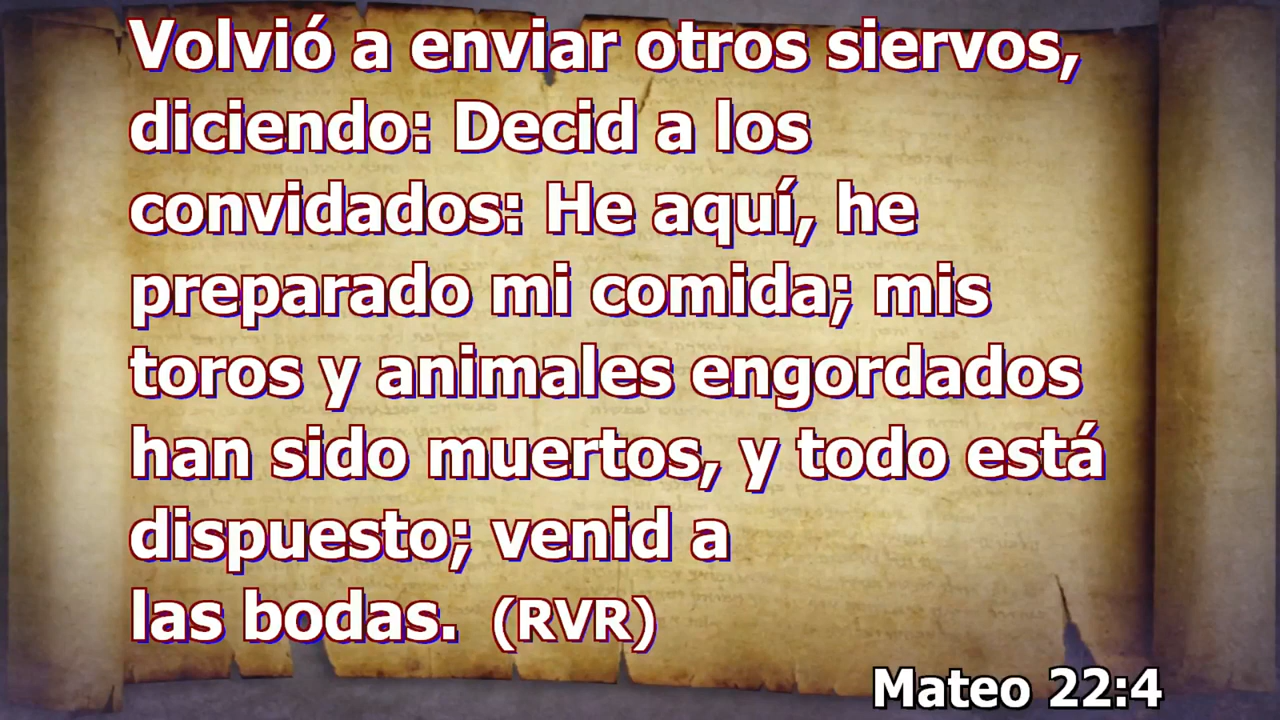 Volvió a enviar otros siervos,
diciendo: Decid a los
convidados: He aquí, he
preparado mi comida; mis
toros y animales engordados
han sido muertos, y todo está
dispuesto; venid a
las bodas. (RVR)
Mateo 22:4